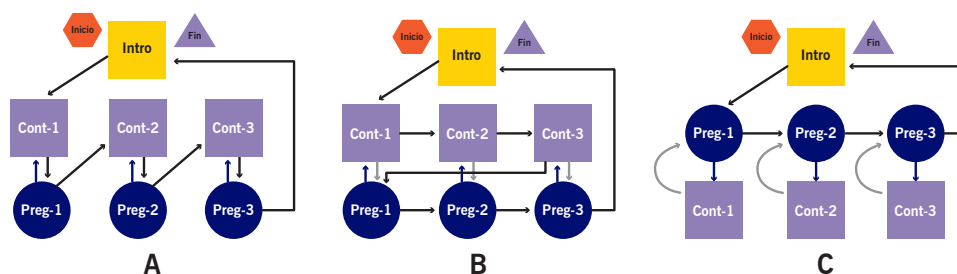 Inicio
Intro
Fin
Cont-1
Cont-2
Cont-3
Preg-1
Preg-2
Preg-3
A
Inicio
Intro
Fin
Cont-1
Cont-2
Cont-3
Preg-1
Preg-2
Preg-3
B
Inicio
Intro
Fin
Preg-1
Preg-2
Preg-3
Cont-1
Cont-2
Cont-3
C